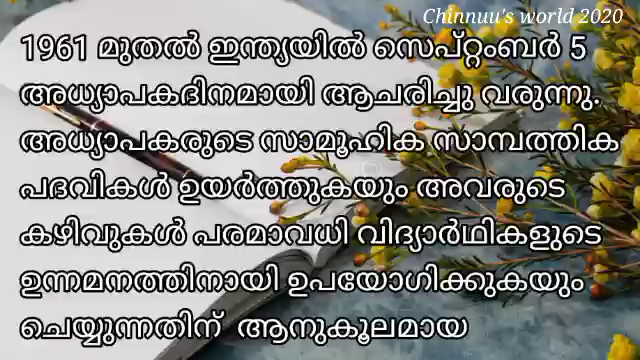 Chinnuu's world 2020
1961 മുതൽ ഇന്ത്യയിൽ സെപ്റ്റംബർ 5
അധ്യാപകദിനമായി ആചരിച്ചു വരുന്നു.
അധ്യാപകരുടെ സാമൂഹിക സാമ്പത്തിക
പദവികൾ ഉയർത്തുകയും അവരുടെ
കഴിവുകൾ പരമാവധി വിദ്യാർഥികളുടെ
ഉന്നമനത്തിനായി ഉപയോഗിക്കുകയും
ചെയ്യുന്നതിന് ആനുകൂലമായ